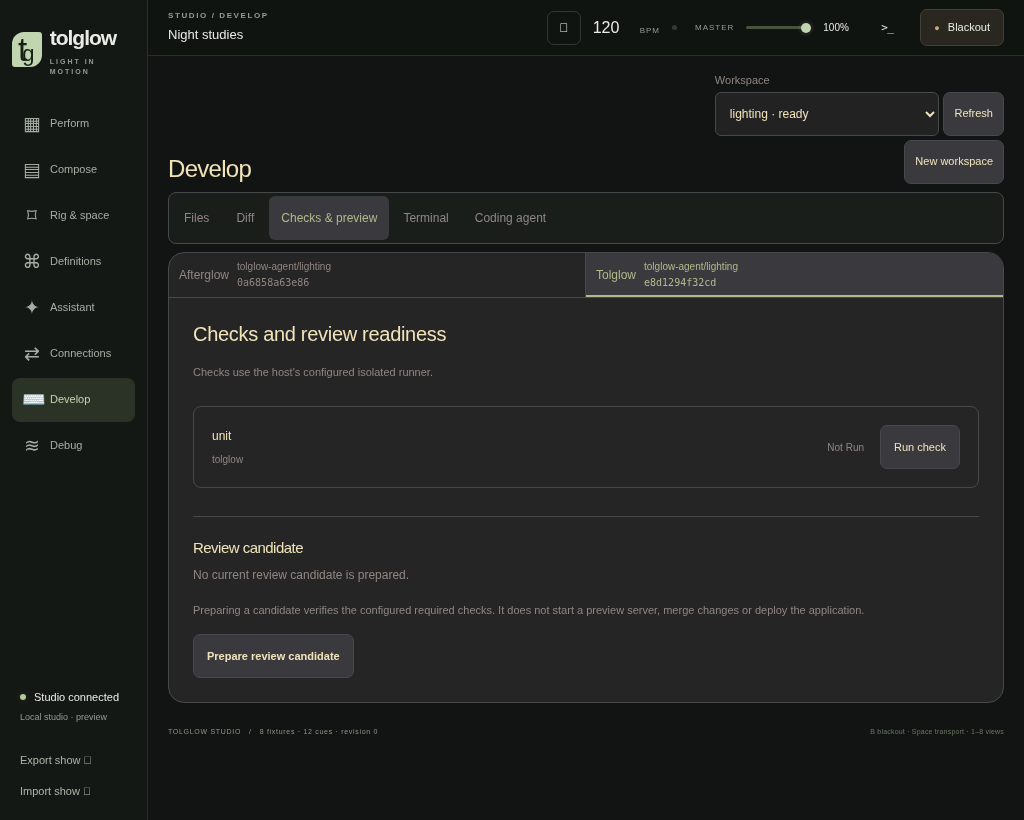 tg
tolglow
LIGHT IN
MOTION
Perform
Compose
Rig & space
Definitions
Assistant
Connections
Develop
Debug
Studio connected
Local studio · preview
Export show
Import show
STUDIO / DEVELOP
Night studies
120
BPM
MASTER
100%
>_
Blackout
Workspace
lighting · ready
Refresh
New workspace
Develop
Files
Diff
Checks & preview
Terminal
Coding agent
Afterglow
tolglow-agent/lighting
0a6858a63e86
Tolglow
tolglow-agent/lighting
e8d1294f32cd
Checks and review readiness
Checks use the host's configured isolated runner.
unit
tolglow
Not Run
Run check
Review candidate
No current review candidate is prepared.
Preparing a candidate verifies the configured required checks. It does not start a preview server, merge changes or deploy the application.
Prepare review candidate
TOLGLOW STUDIO / 8 fixtures · 12 cues · revision 0
B blackout · Space transport · 1–8 views